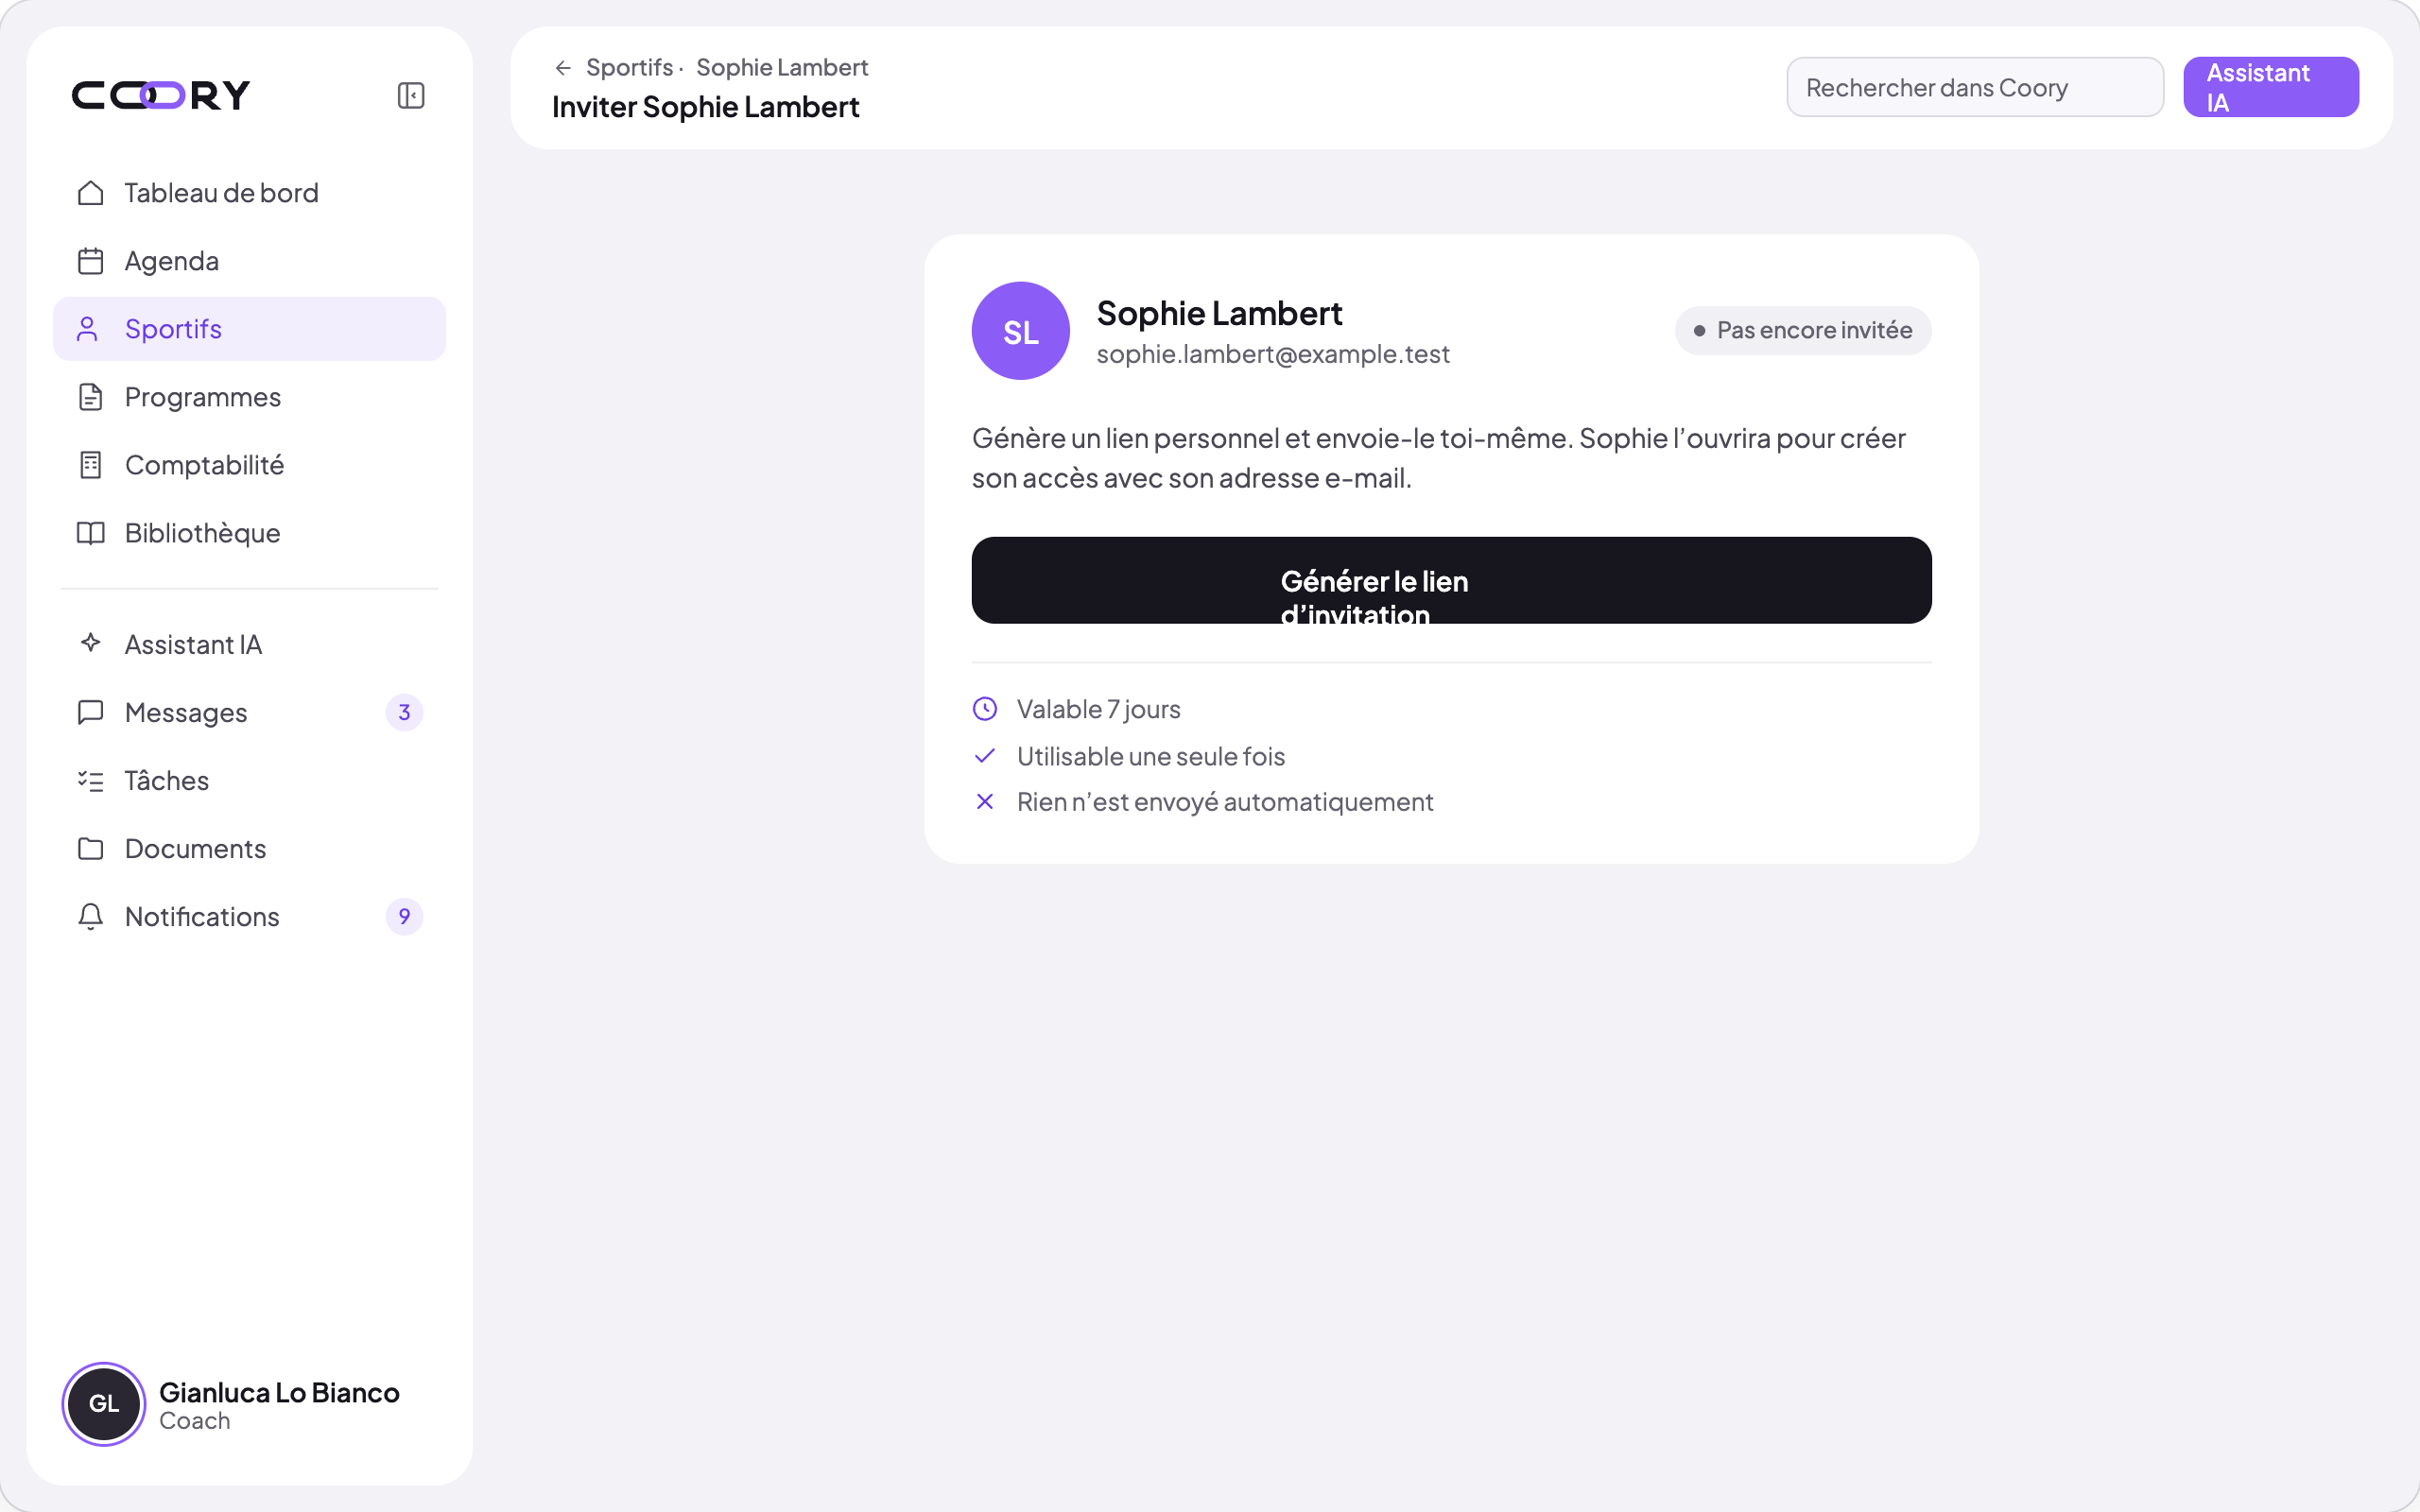 COORY
Tableau de bord
Agenda
Sportifs
Programmes
Comptabilité
Bibliothèque
Assistant IA
Messages 3
Tâches
Documents
Notifications 9
GL
Gianluca Lo Bianco
Coach
← Sportifs · Sophie Lambert
Inviter Sophie Lambert
Rechercher dans Coory
Assistant
IA
SL
Sophie Lambert
sophie.lambert@example.test
Pas encore invitée
Génère un lien personnel et envoie-le toi-même. Sophie l’ouvrira pour créer
son accès avec son adresse e-mail.
Générer le lien
d’invitation
Valable 7 jours
Utilisable une seule fois
Rien n’est envoyé automatiquement